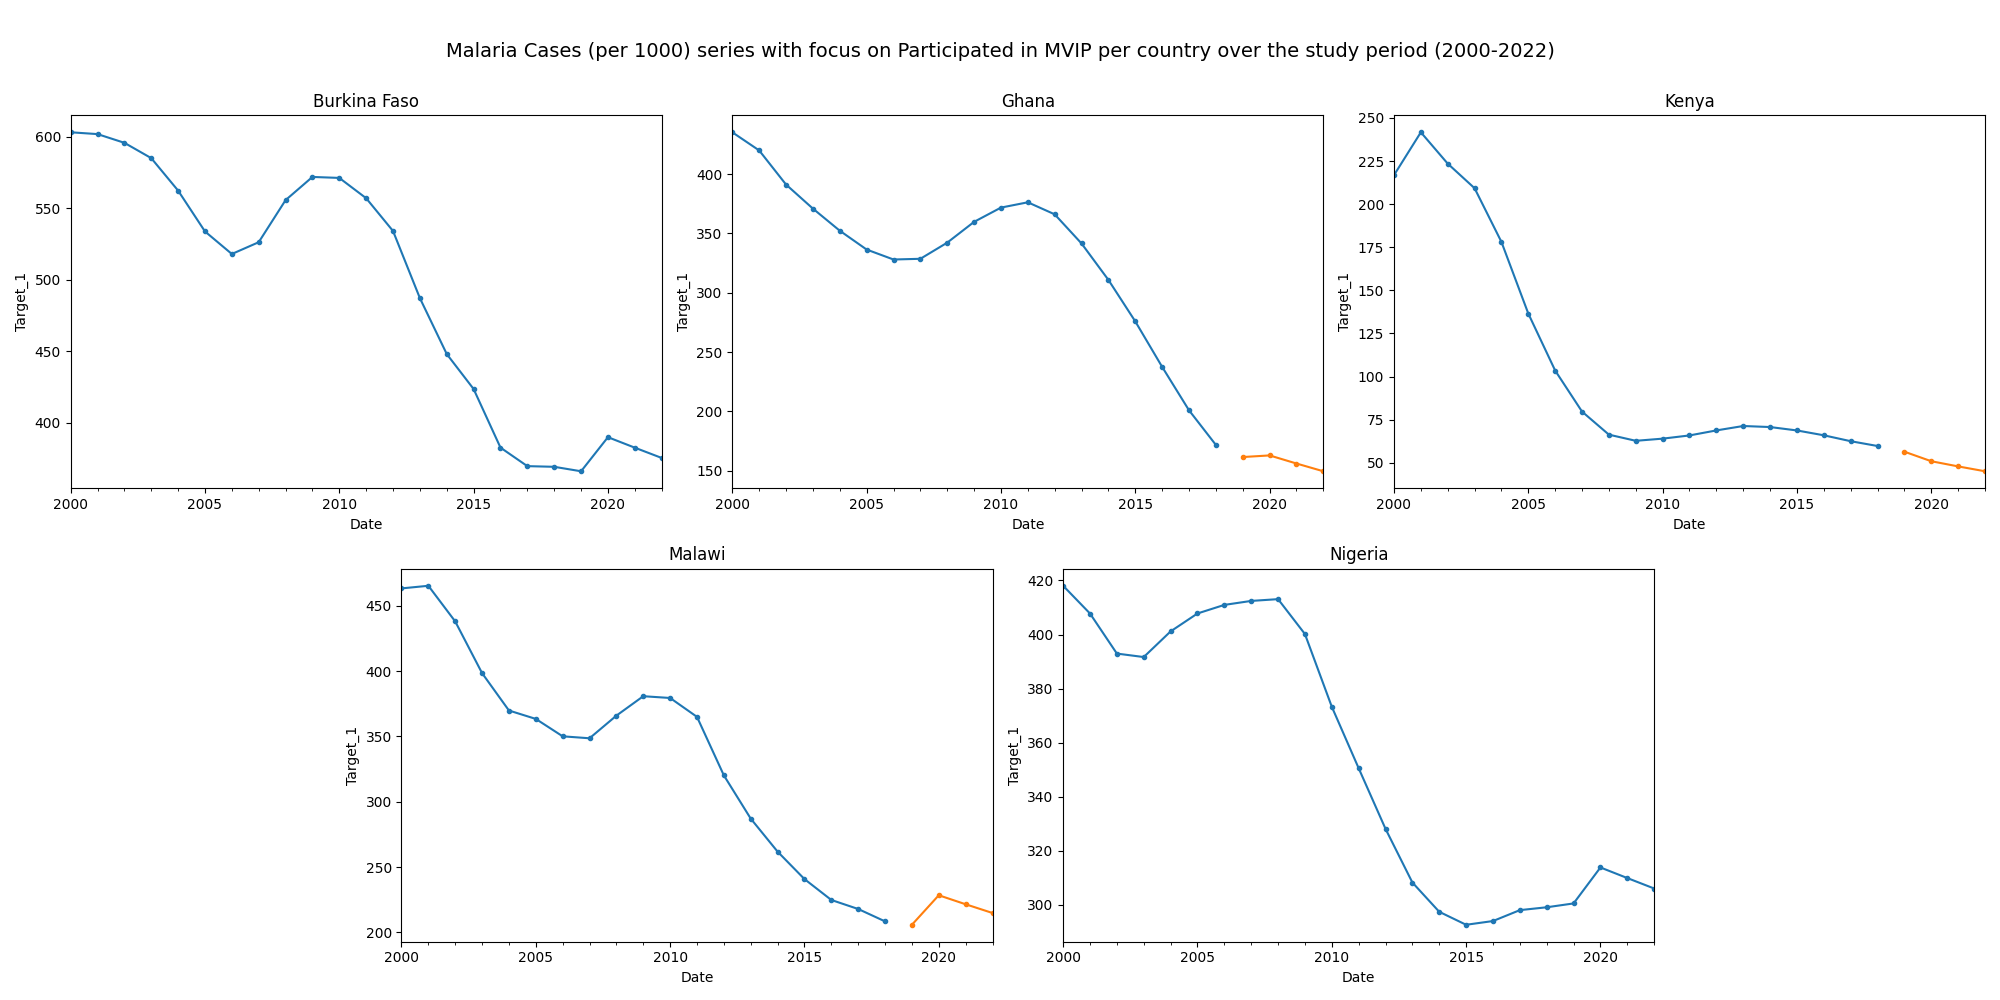 Malaria Cases (per 1000) series with focus on Participated in MVIP per country over the study period (2000-2022)
Burkina Faso
600
550
500
450
400
Target_1
2000 2005 2010 2015 2020
Date
Ghana
400
350
300
250
200
150
Target_1
2000 2005 2010 2015 2020
Date
Kenya
250
225
200
175
150
125
100
75
50
Target_1
2000 2005 2010 2015 2020
Date
Malawi
450
400
350
300
250
200
Target_1
2000 2005 2010 2015 2020
Date
Nigeria
420
400
380
360
340
320
300
Target_1
2000 2005 2010 2015 2020
Date